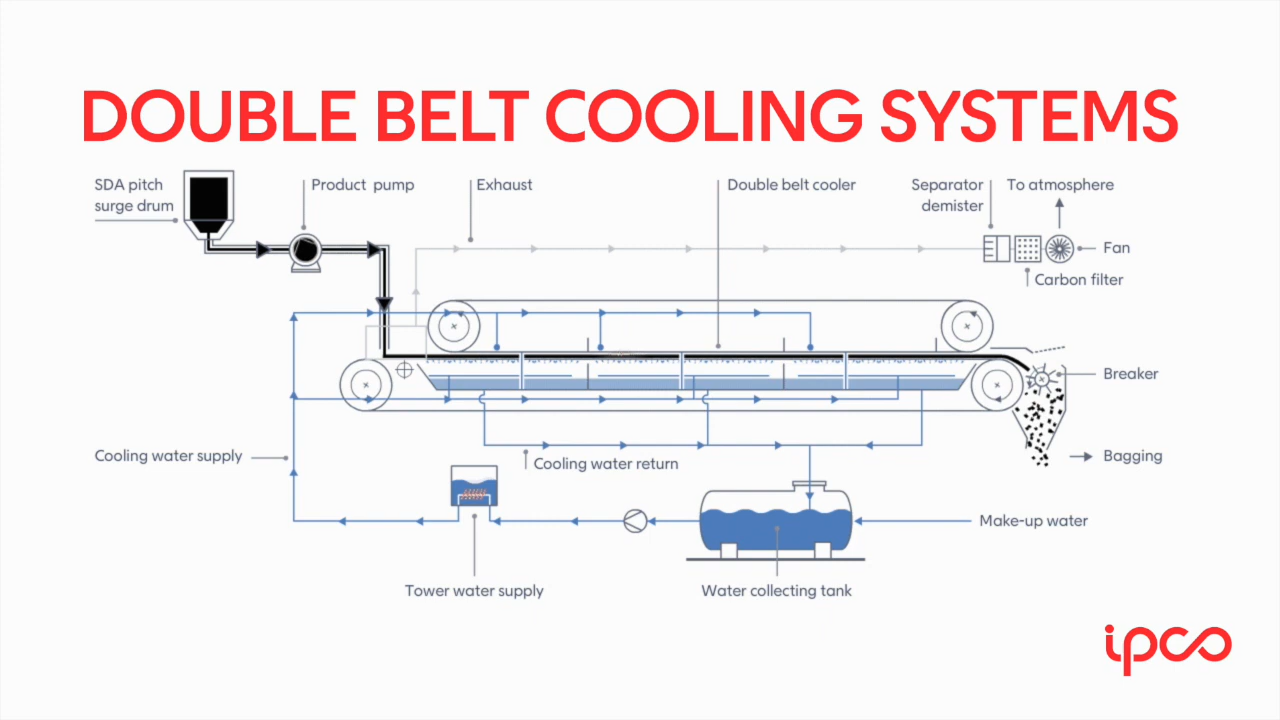 DOUBLE BELT COOLING SYSTEMS
SDA pitch
surge drum
Product pump
Exhaust
Double belt cooler
Separator
demister
To atmosphere
Fan
Carbon filter
Breaker
Cooling water supply
Cooling water return
Bagging
Make-up water
Tower water supply
Water collecting tank
ipco